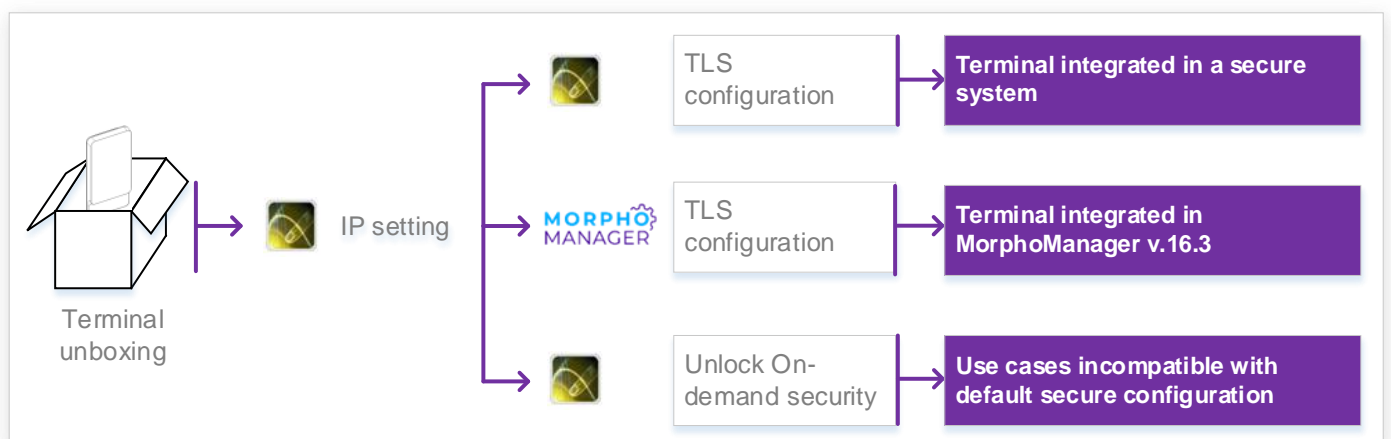 Terminal
unboxing
IP setting
TLS
configuration
Terminal integrated in a secure
system
MORPHO
MANAGER
TLS
configuration
Terminal integrated in
MorphoManager v.16.3
Unlock On-
demand security
Use cases incompatible with
default secure configuration